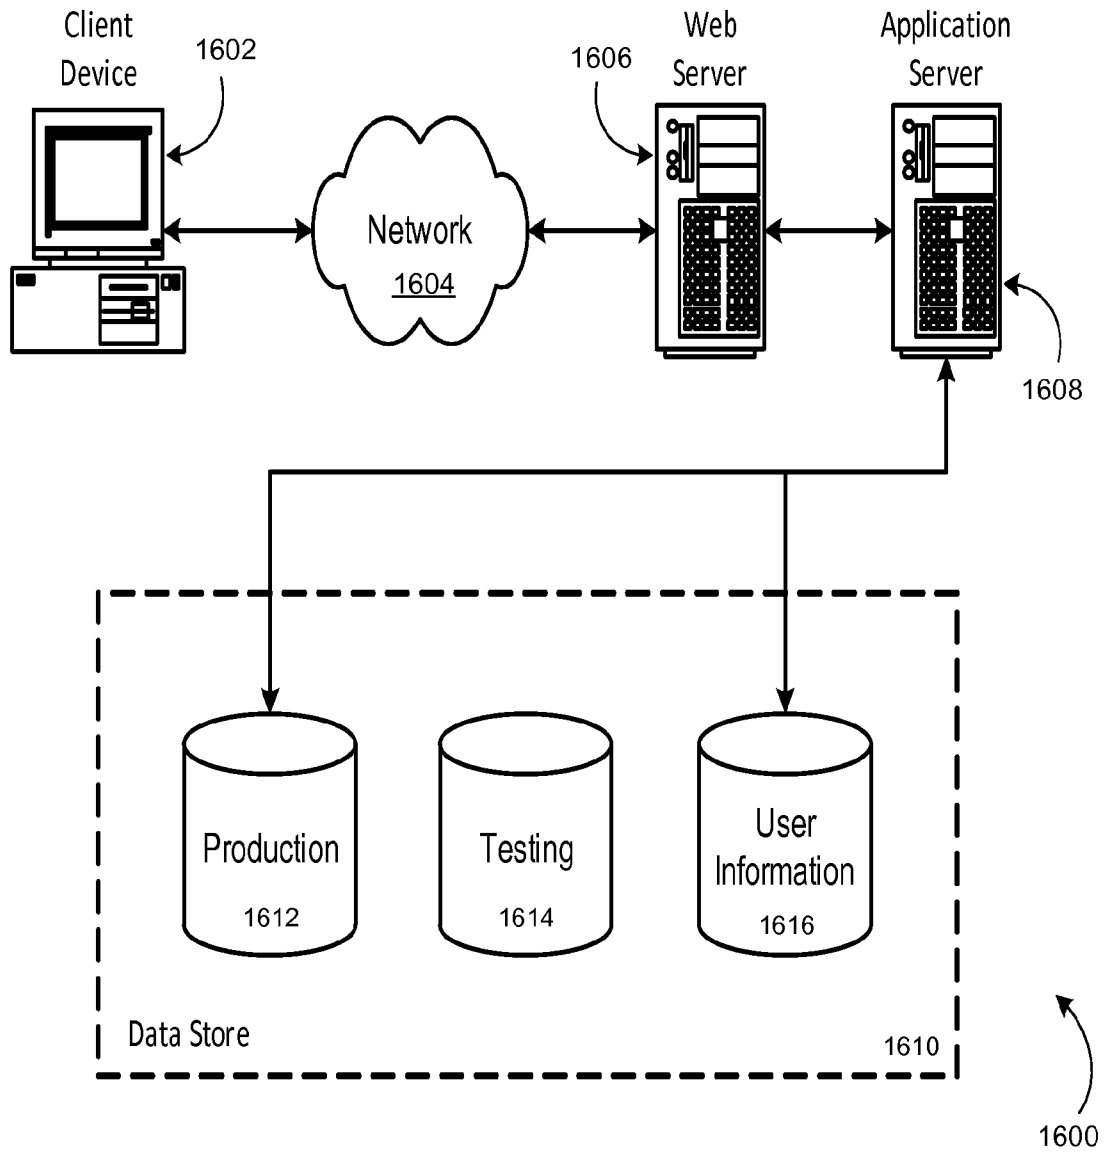 Client
Device
1602
Web
Server
1606
Application
Server
Network
1604
1608
Production
1612
Testing
1614
User
Information
1616
Data Store
1610
1600